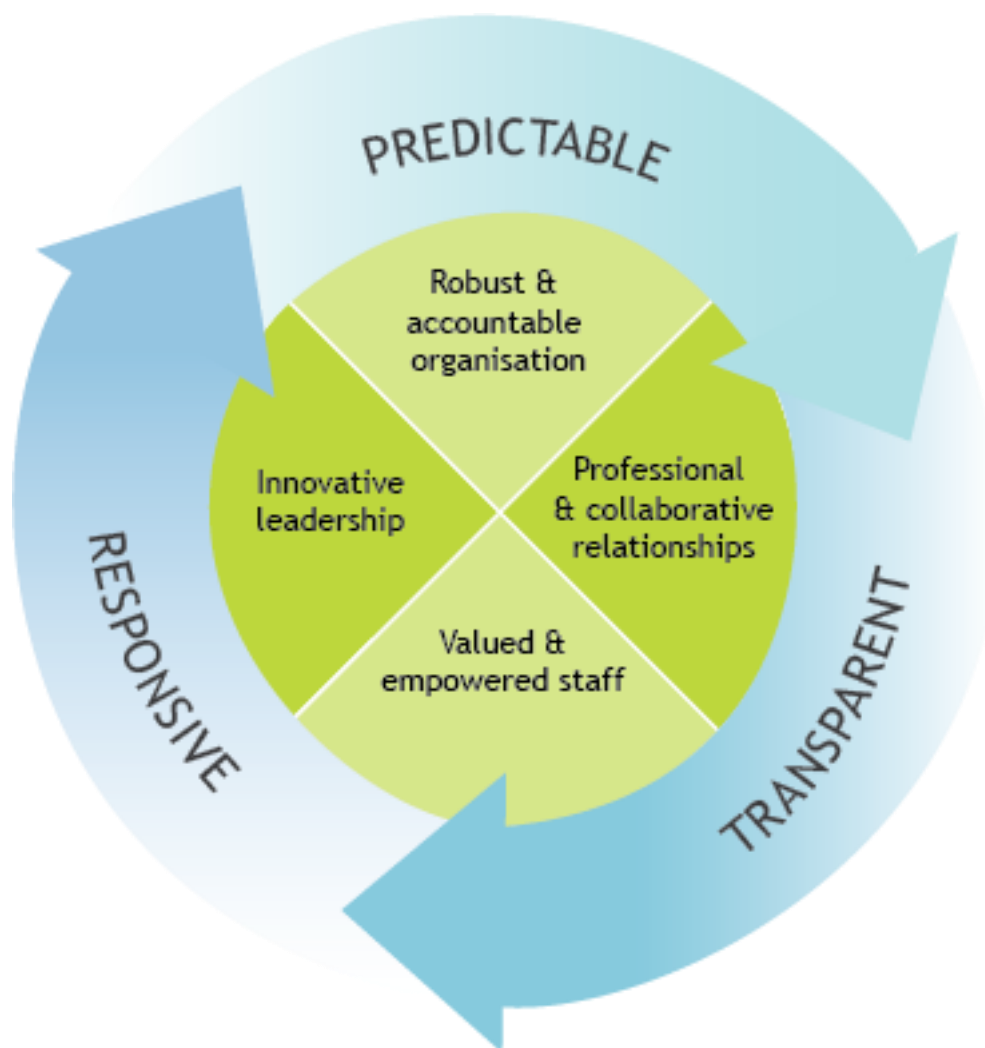 PREDICTABLE
Robust &
accountable
organisation
Innovative
leadership
Professional
& collaborative
relationships
Valued &
empowered staff
RESPONSIVE
TRANSPARENT